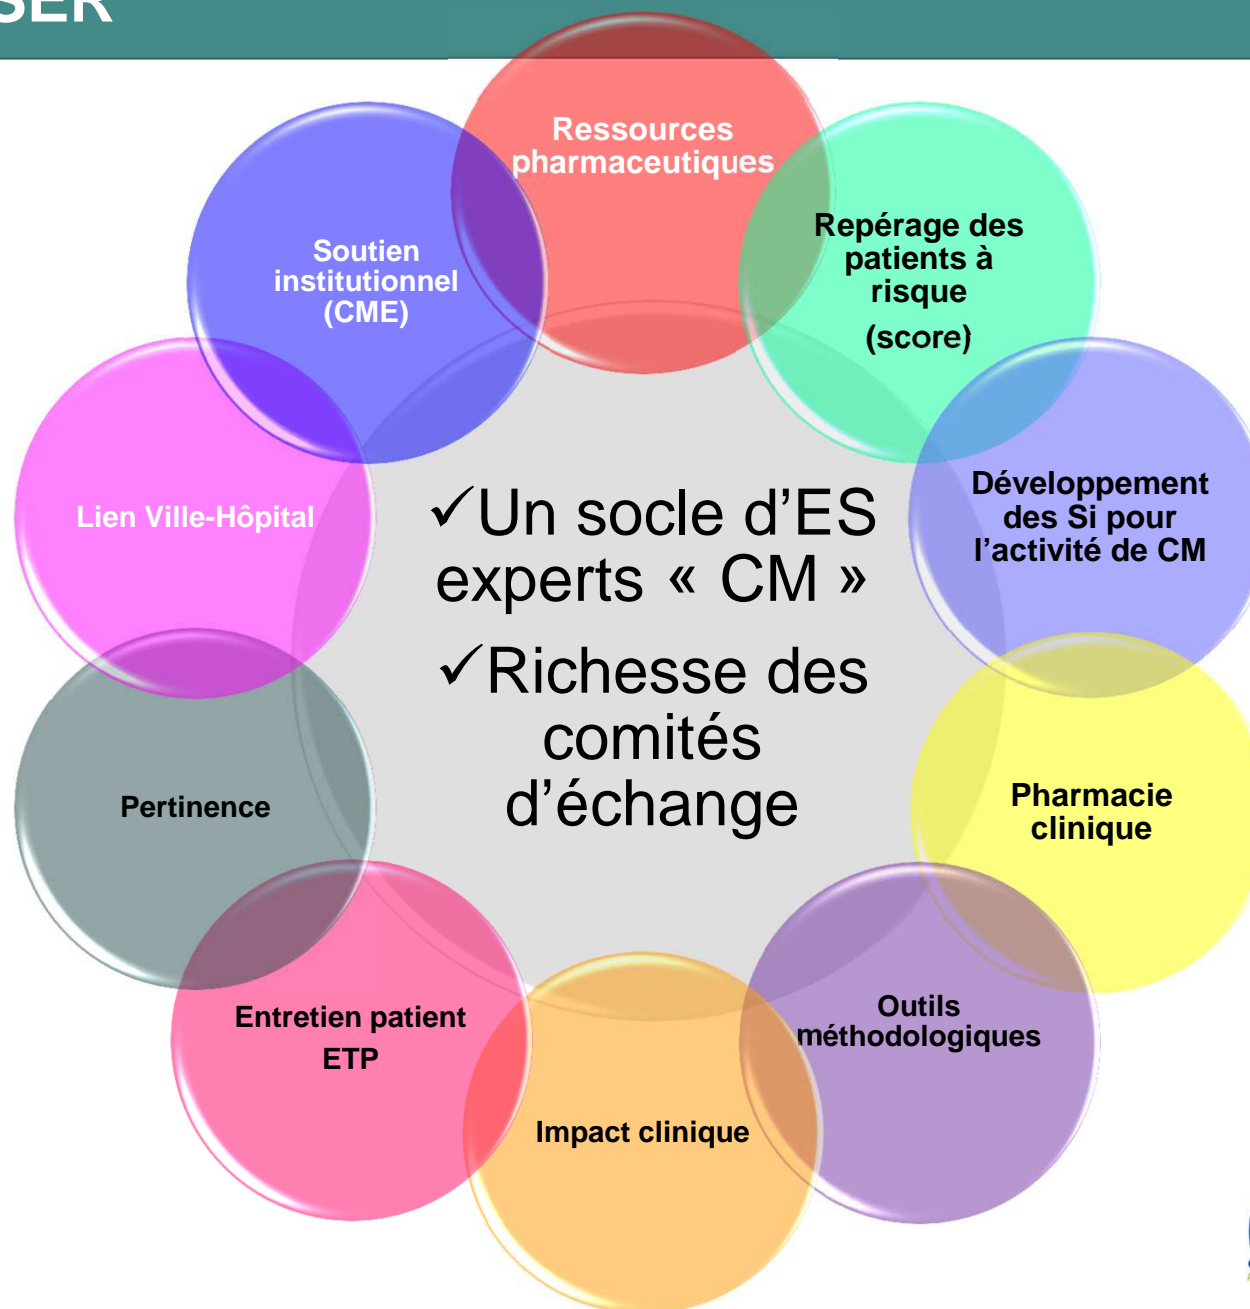 SER
Ressources
pharmaceutiques
Repérage des
patients à
risque
(score)
Soutien
institutionnel
(CME)
Développement
des Si pour
l’activité de CM
Lien Ville-Hôpital
✓Un socle d’ES
experts « CM »
✓Richesse des
comités
d’échange
Pharmacie
clinique
Pertinence
Outils
méthodologiques
Entretien patient
ETP
Impact clinique